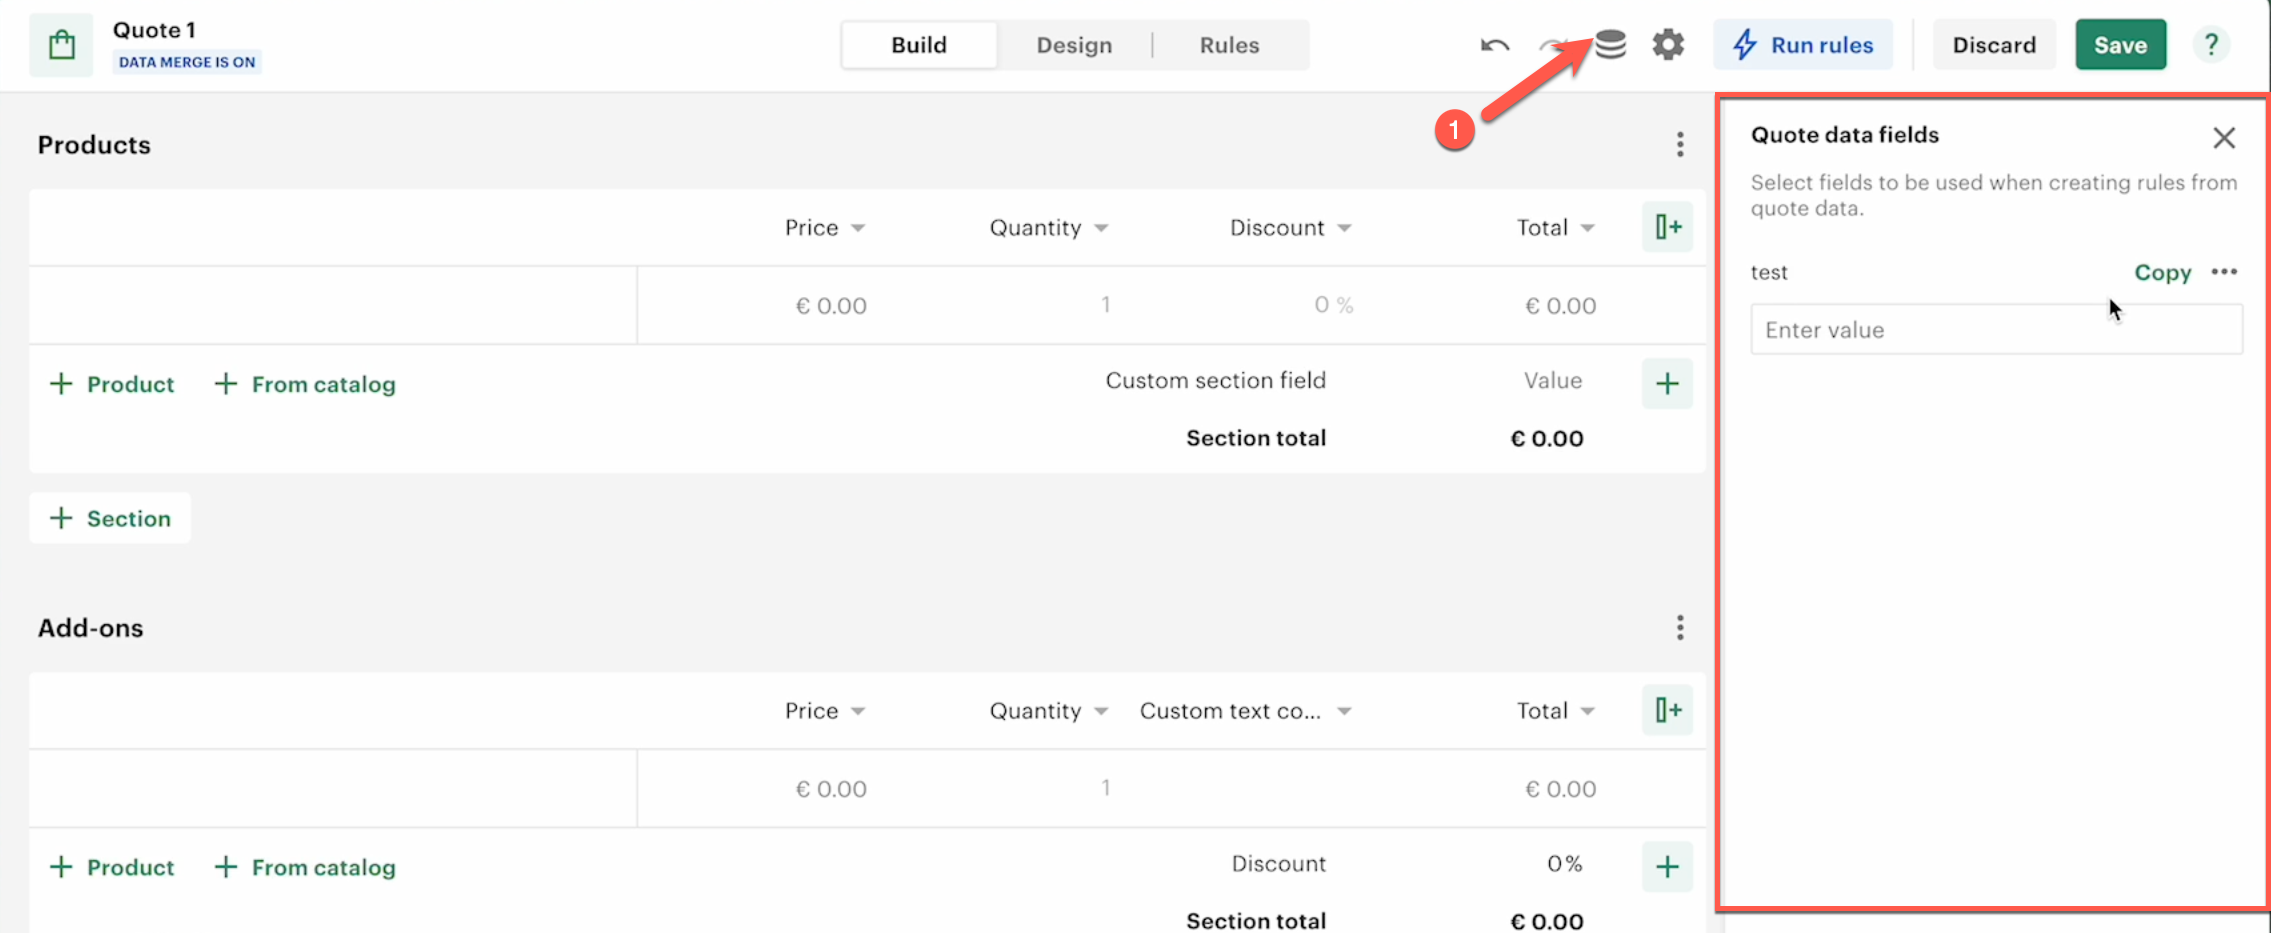 Quote 1
DATA MERGE IS ON
Build
Design
Rules
Run rules
Discard
Save
?
1
Products
Price
Quantity
Discount
Total
€ 0.00
1
0 %
€ 0.00
+ Product
+ From catalog
Custom section field
Value
Section total
€ 0.00
+ Section
Add-ons
Price
Quantity
Custom text co...
Total
€ 0.00
1
€ 0.00
+ Product
+ From catalog
Discount
0%
Section total
€ 0.00
Quote data fields
Select fields to be used when creating rules from
quote data.
test
Copy
Enter value